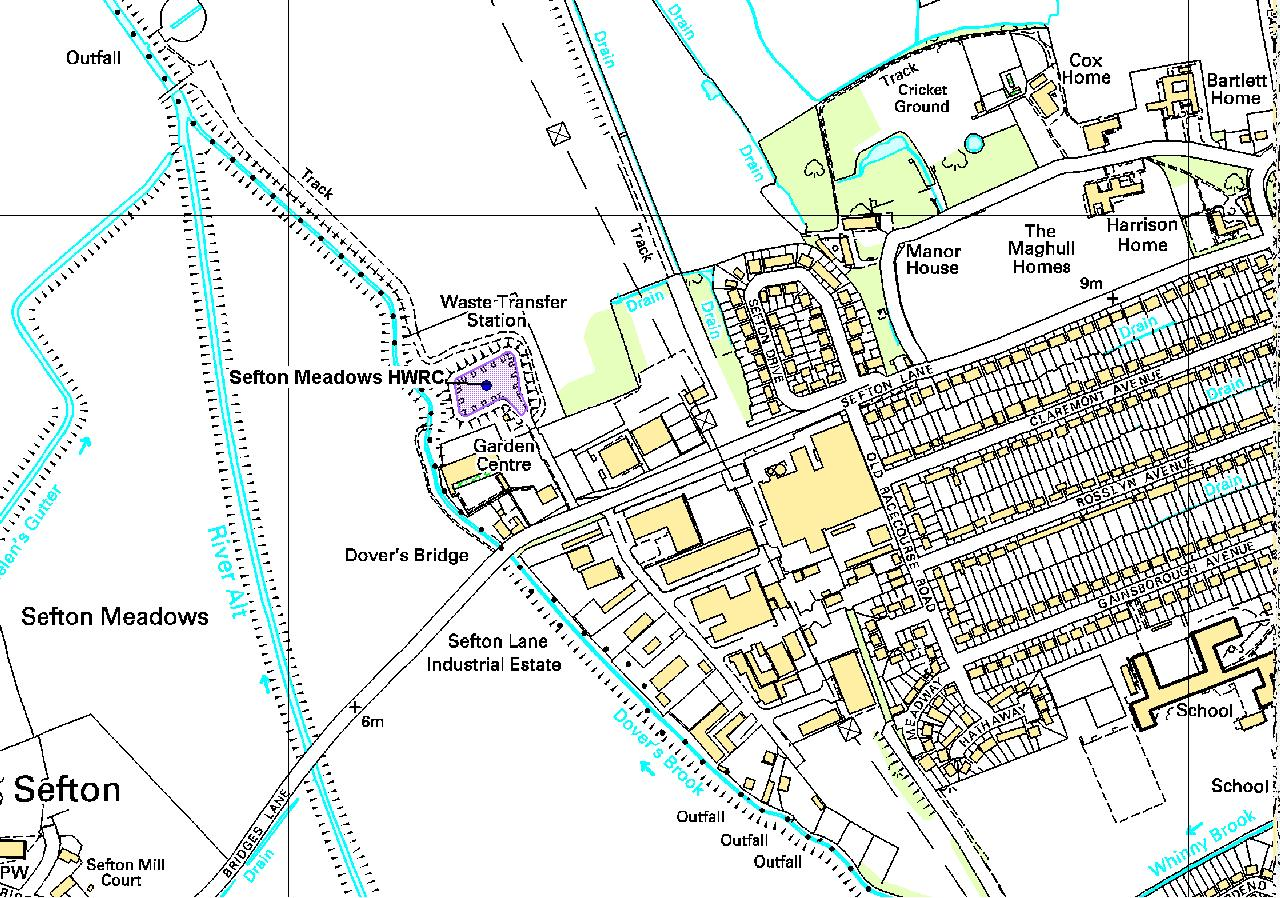 Outfall
Drain
Drain
Track
Cricket
Ground
Cox
Home
Bartlett
Home
Track
Drain
Track
Manor
House
The
Maghull
Homes
Harrison
Home
9m
Waste Transfer
Station
Drain
Drain
SEFTON DRIVE
Drain
Sefton Meadows HWRC
SEFTON LANE
CLAREMONT AVENUE
Drain
Garden
Centre
OLD RACECOURSE ROAD
ROSSLYN AVENUE
Drain
River Alt
Dover's Bridge
GAINSBOROUGH AVENUE
Sefton Meadows
Sefton Lane
Industrial Estate
6m
Dover's Brook
MEADWAY
HATHAWAY
School
School
Sefton
BRIDGES LANE
Drain
Outfall
Outfall
Outfall
Whinny Brook
PW
Sefton Mill
Court